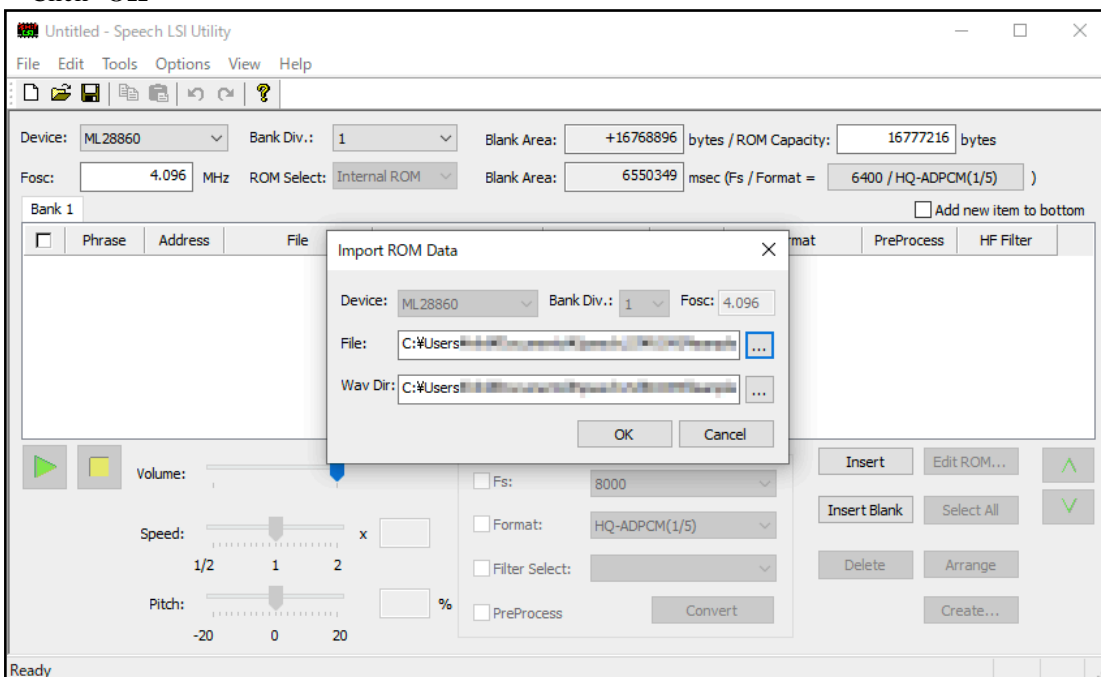 Untitled - Speech LSI Utility
File Edit Tools Options View Help
Device: ML28860 Bank Div.: 1 Blank Area: +16768896 bytes / ROM Capacity: 16777216 bytes
Fosc: 4.096 MHz ROM Select: Internal ROM Blank Area: 6550349 msec (Fs / Format = 6400 / HQ-ADPCM(1/5) )
Bank 1 Add new item to bottom
Phrase Address File PreProcess HF Filter
Import ROM Data
Device: ML28860 Bank Div.: 1 Fosc: 4.096
File: C:¥Users ...
Wav Dir: C:¥Users ...
OK Cancel
Volume: Insert Edit ROM...
Fs: 8000
Insert Blank Select All
Speed: x Format: HQ-ADPCM(1/5)
1/2 1 2 Filter Select: Delete Arrange
Pitch: % PreProcess Convert Create...
-20 0 20
Ready